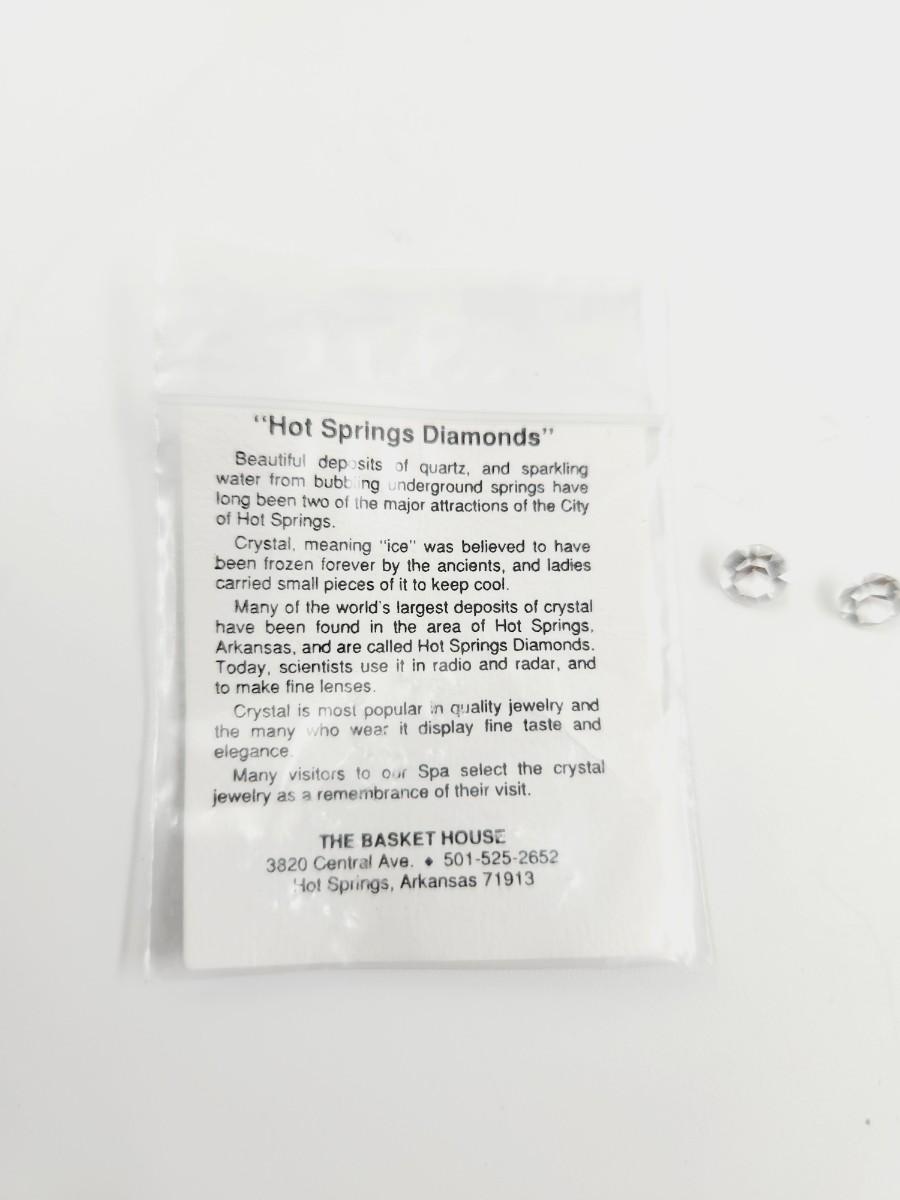 "Hot Springs Diamonds"
Beautiful deposits of quartz, and sparkling
water from bubbling underground springs have
long been two of the major attractions of the City
of Hot Springs.
Crystal, meaning "ice" was believed to have
been frozen forever by the ancients, and ladies
carried small pieces of it to keep cool.
Many of the world's largest deposits of crystal
have been found in the area of Hot Springs,
Arkansas, and are called Hot Springs Diamonds.
Today, scientists use it in radio and radar, and
to make fine lenses.
Crystal is most popular in quality jewelry and
the many who wear it display fine taste and
elegance.
Many visitors to our Spa select the crystal
jewelry as a remembrance of their visit.
THE BASKET HOUSE
3820 Central Ave. ♦ 501-525-2652
Hot Springs, Arkansas 71913